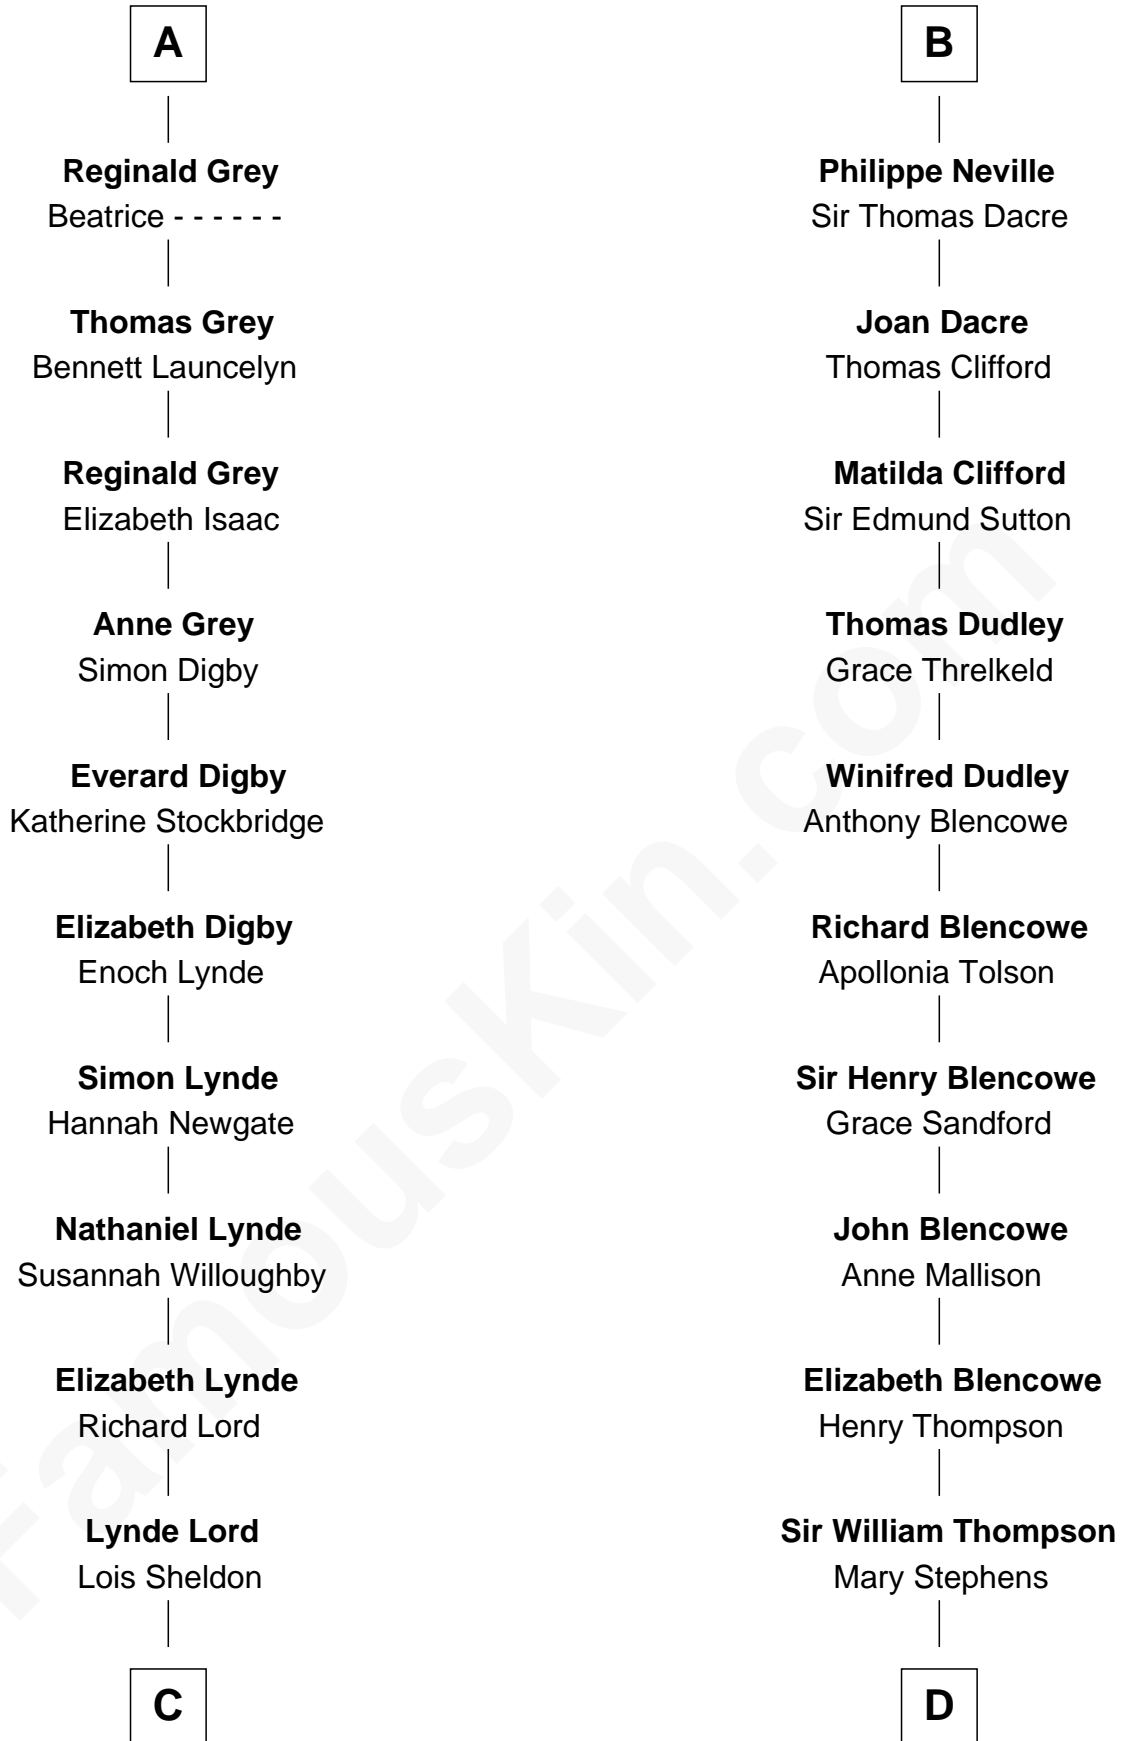 A
Reginald Grey
Beatrice - - - - - -
Thomas Grey
Bennett Launcelyn
Reginald Grey
Elizabeth Isaac
Anne Grey
Simon Digby
Everard Digby
Katherine Stockbridge
Elizabeth Digby
Enoch Lynde
Simon Lynde
Hannah Newgate
Nathaniel Lynde
Susannah Willoughby
Elizabeth Lynde
Richard Lord
Lynde Lord
Lois Sheldon
C
B
Philippe Neville
Sir Thomas Dacre
Joan Dacre
Thomas Clifford
Matilda Clifford
Sir Edmund Sutton
Thomas Dudley
Grace Threlkeld
Winifred Dudley
Anthony Blencowe
Richard Blencowe
Apollonia Tolson
Sir Henry Blencowe
Grace Sandford
John Blencowe
Anne Mallison
Elizabeth Blencowe
Henry Thompson
Sir William Thompson
Mary Stephens
D
FamousKin.com